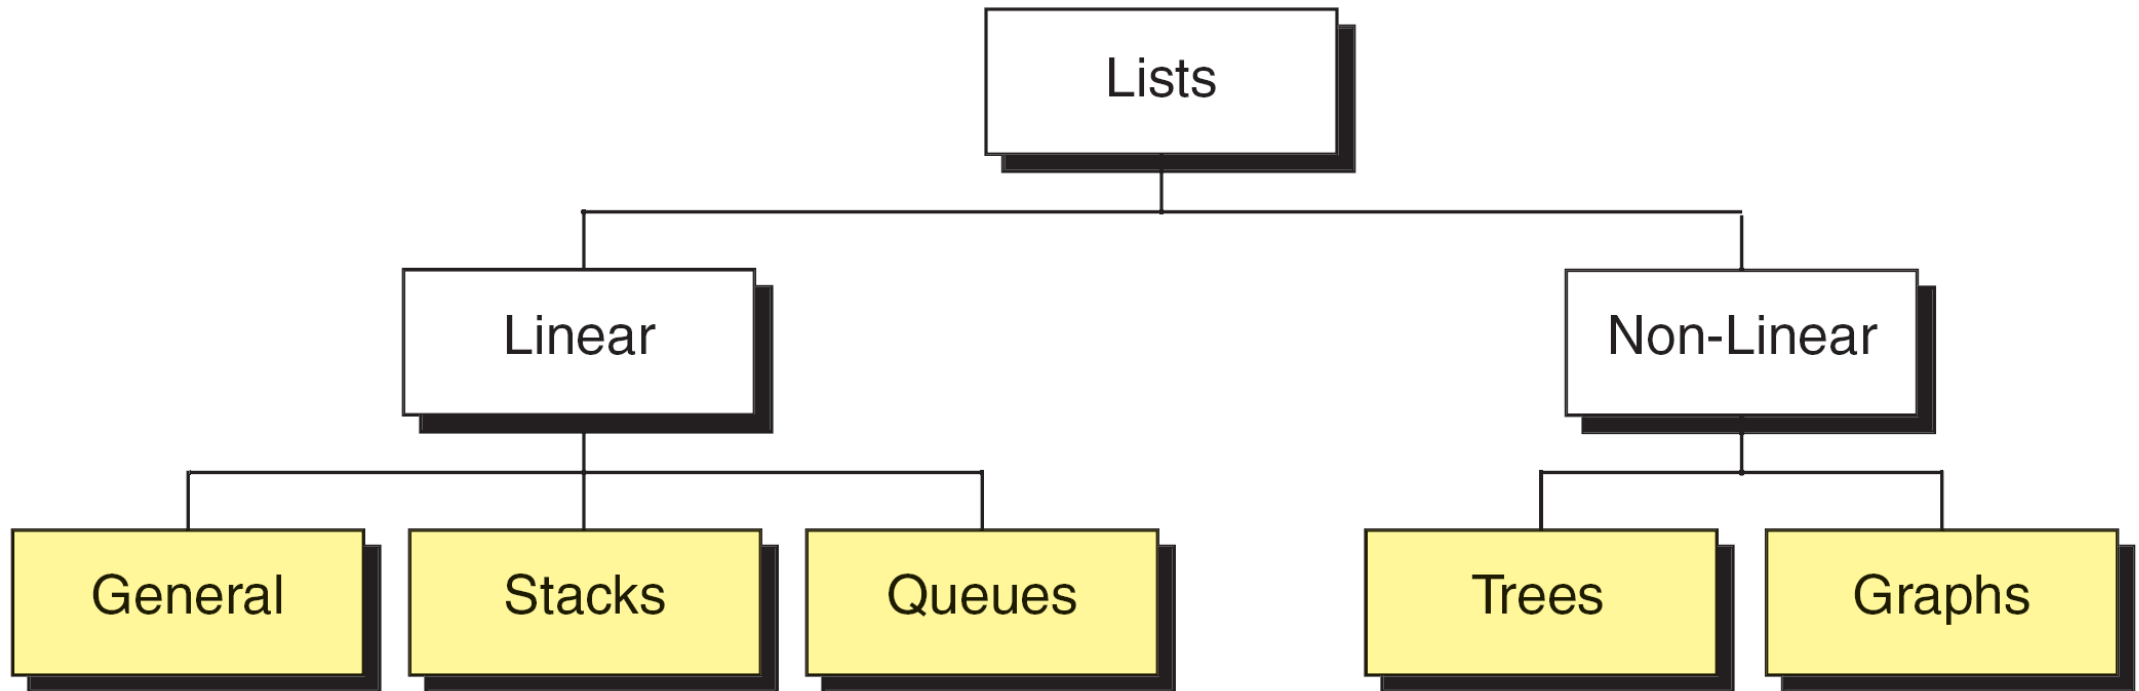 Lists
Linear
Non-Linear
General
Stacks
Queues
Trees
Graphs